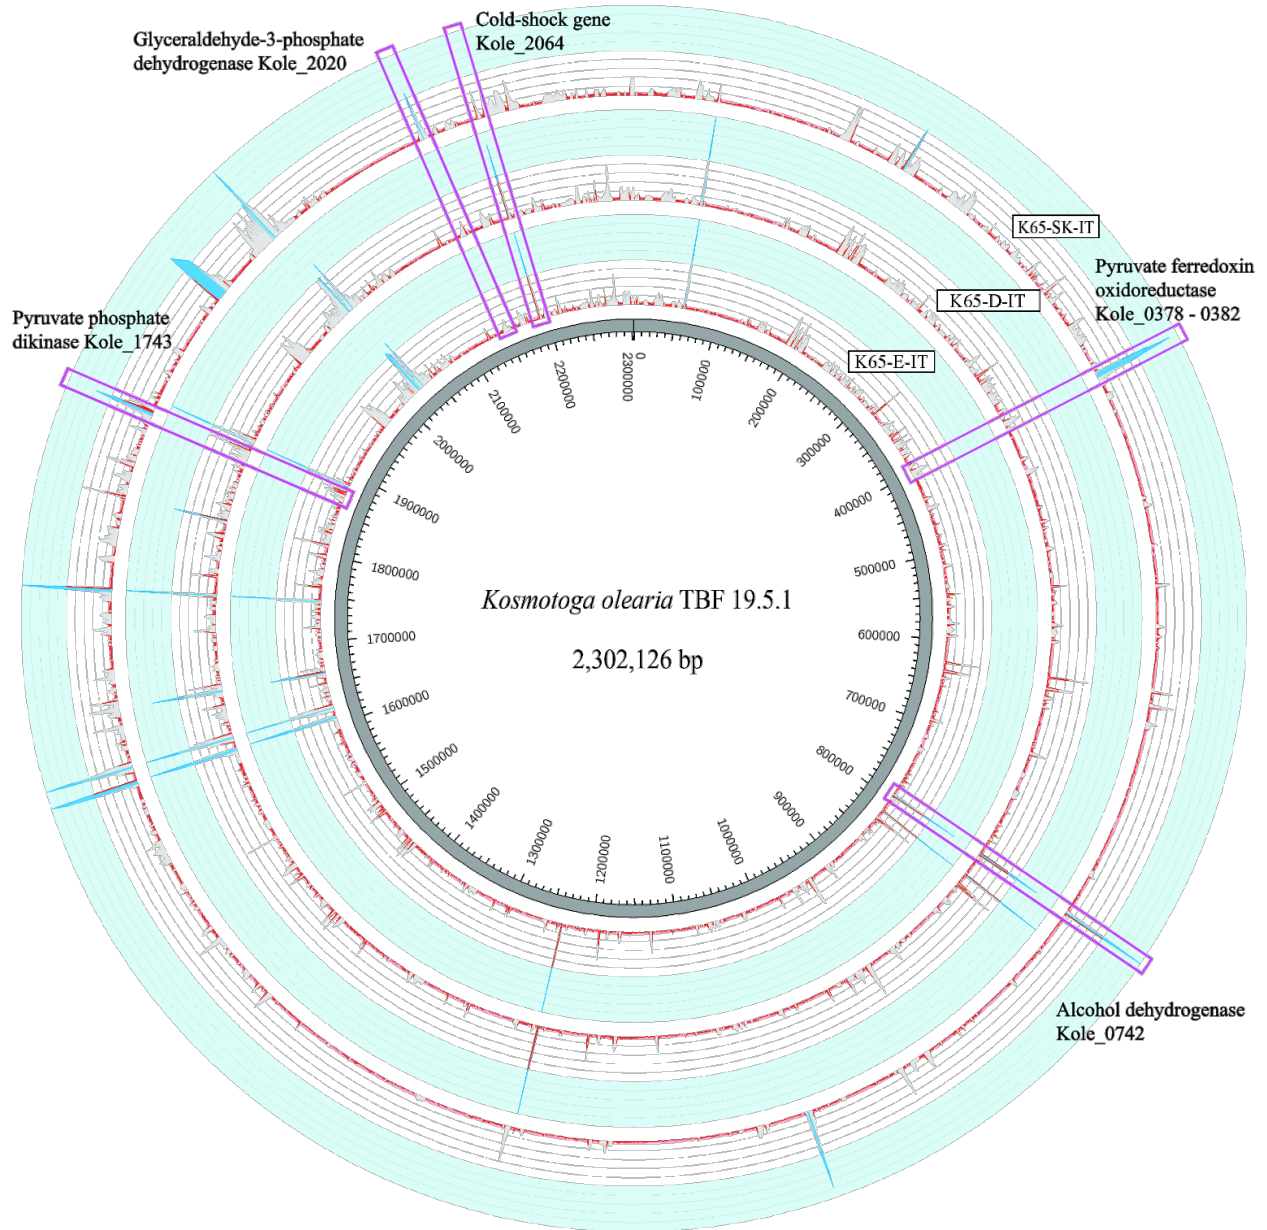 Cold-shock gene
Kole_2064
Glyceraldehyde-3-phosphate
dehydrogenase Kole_2020
K65-SK-IT
Pyruvate ferredoxin
oxidoreductase
Kole_0378 - 0382
K65-D-IT
Pyruvate phosphate
dikinase Kole_1743
K65-E-IT
0
100000
200000
300000
400000
500000
600000
700000
800000
900000
1000000
1100000
1200000
1300000
1400000
1500000
1600000
1700000
1800000
1900000
2000000
2100000
2200000
2300000
Kosmotoga olearia TBF 19.5.1
2,302,126 bp
Alcohol dehydrogenase
Kole_0742